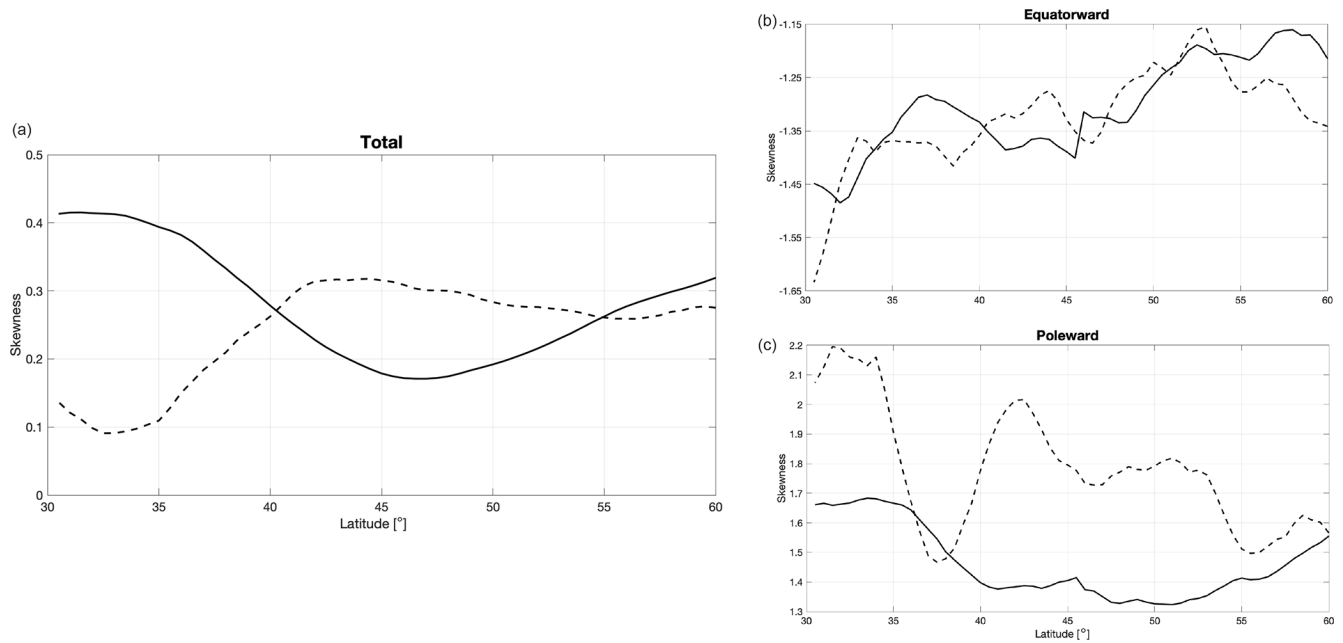 (a)
Total
0.5
0.4
0.3
0.2
0.1
0
Skewness
30 35 40 45 50 55 60
Latitude [°]
(b)
Equatorward
-1.15
-1.25
-1.35
-1.45
-1.55
-1.65
Skewness
30 35 40 45 50 55 60
(c)
Poleward
2.2
2.1
2
1.9
1.8
1.7
1.6
1.5
1.4
1.3
Skewness
30 35 40 45 50 55 60
Latitude [°]